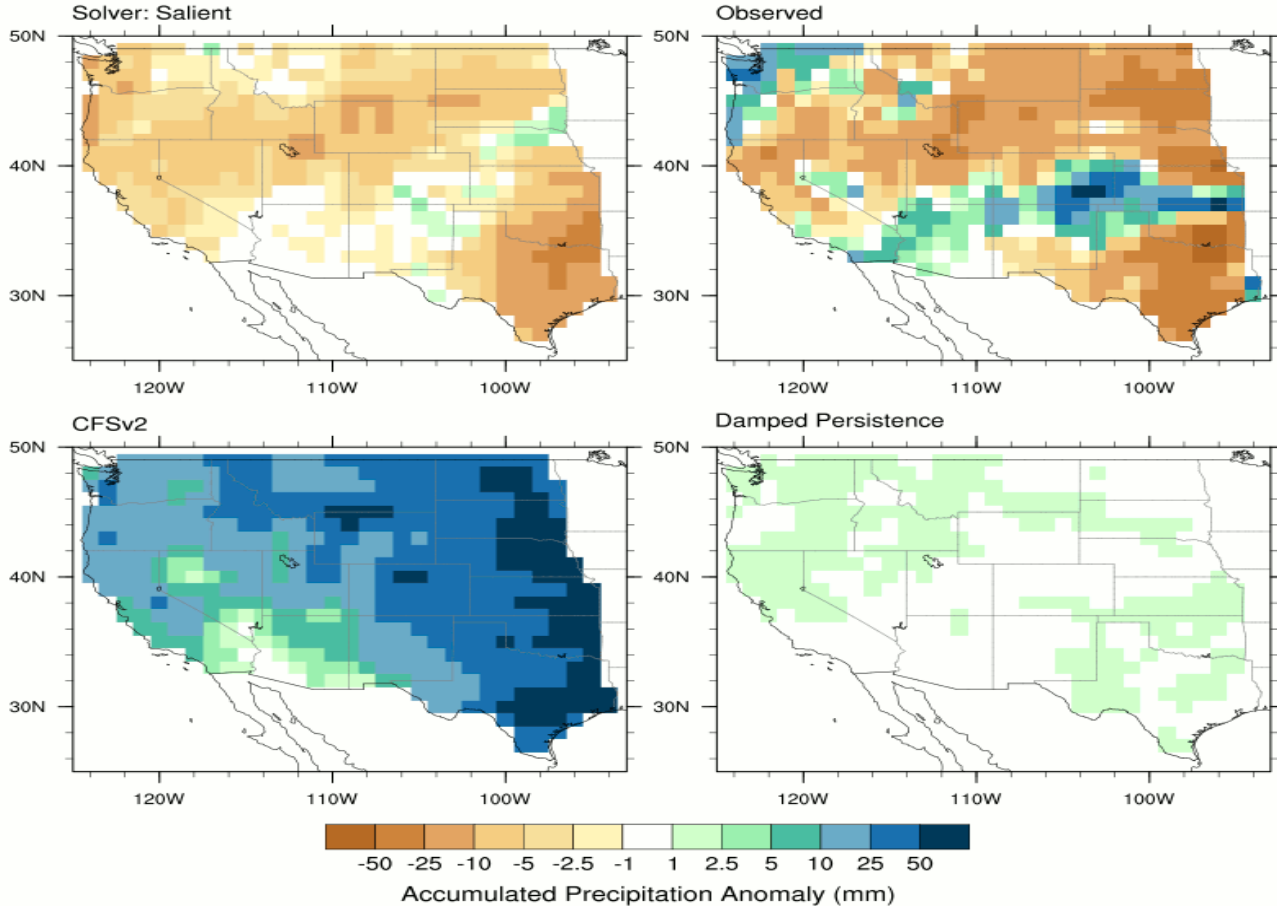 Solver: Salient
Observed
50N
50N
40N
40N
30N
30N
120W 110W 100W
120W 110W 100W
CFSv2
Damped Persistence
50N
50N
40N
40N
30N
30N
120W 110W 100W
120W 110W 100W
-50 -25 -10 -5 -2.5 -1 1 2.5 5 10 25 50
Accumulated Precipitation Anomaly (mm)